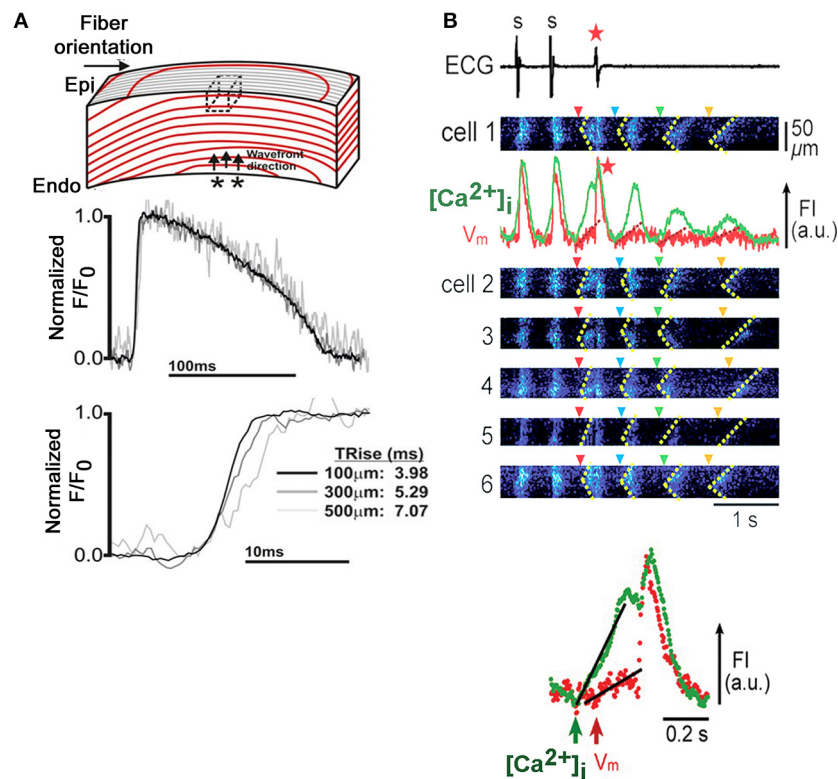 A
Fiber
orientation
Epi
Wavefront
direction
* *
Endo
1.0
Normalized
F/F0
0.0
100ms
1.0
Normalized
F/F0
0.0
TRise (ms)
100µm: 3.98
300µm: 5.29
500µm: 7.07
10ms
B
S S
ECG
cell 1
50
µm
[Ca2+]i
Vm
FI
(a.u.)
cell 2
3
4
5
6
1 s
FI
(a.u.)
0.2 s
[Ca2+]i Vm